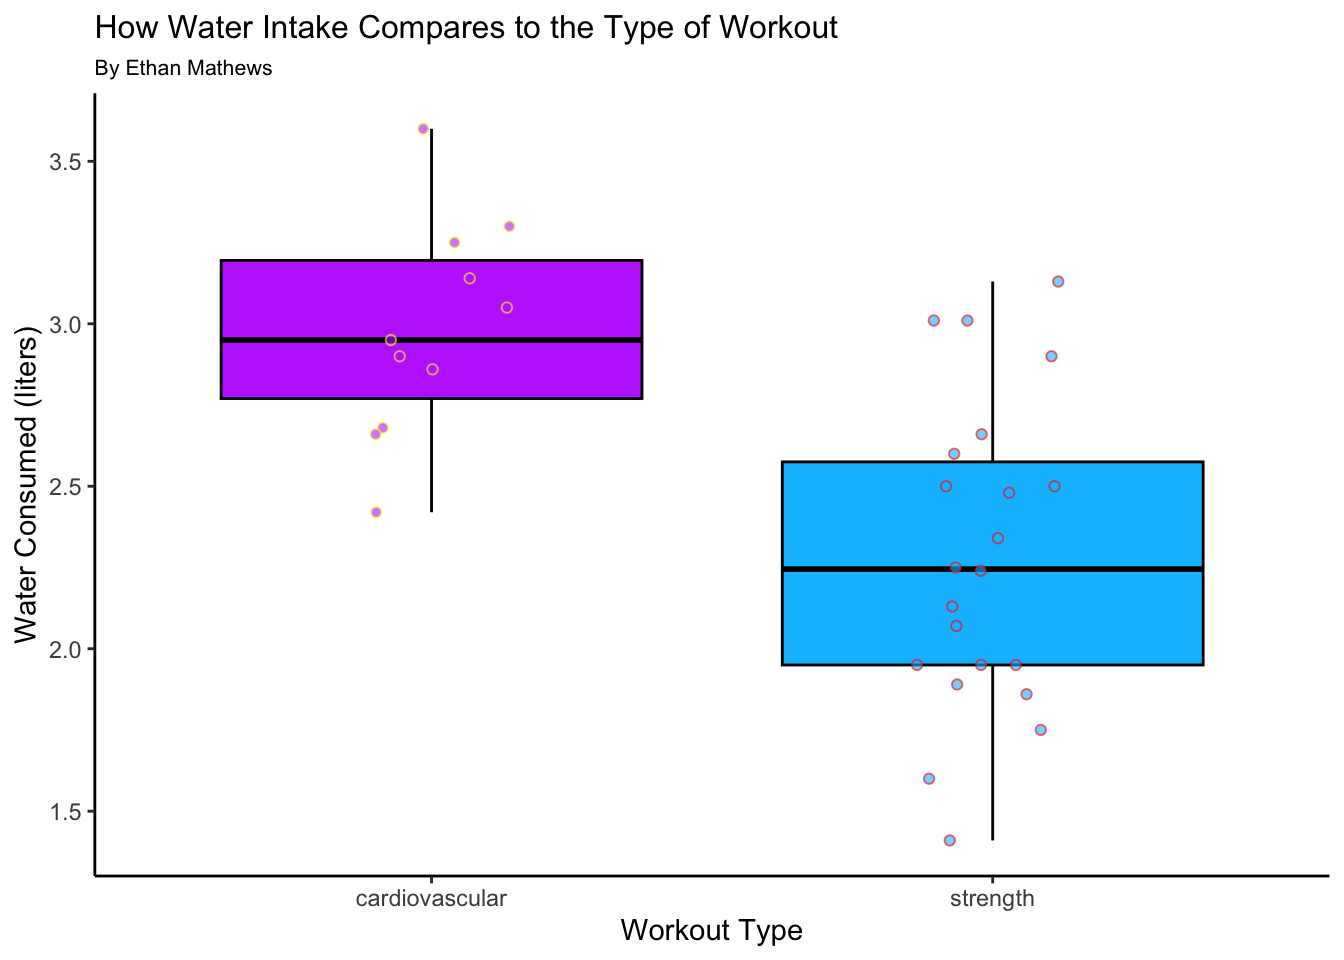 How Water Intake Compares to the Type of Workout
By Ethan Mathews
Water Consumed (liters)
3.5
3.0
2.5
2.0
1.5
cardiovascular
strength
Workout Type